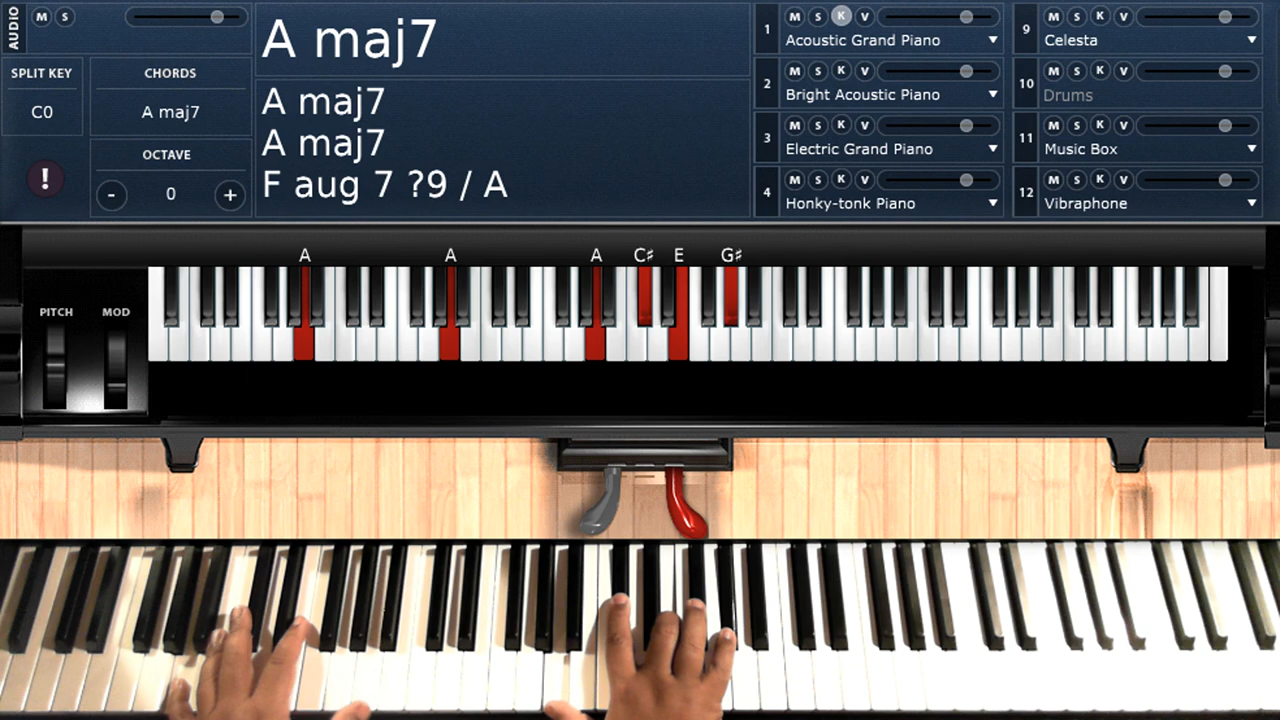 AUDIO
M S
SPLIT KEY
C0
!
CHORDS
A maj7
OCTAVE
- 0 +
A maj7
A maj7
A maj7
F aug 7 ?9 / A
1 M S K V
Acoustic Grand Piano
2 M S K V
Bright Acoustic Piano
3 M S K V
Electric Grand Piano
4 M S K V
Honky-tonk Piano
9 M S K V
Celesta
10 M S K V
Drums
11 M S K V
Music Box
12 M S K V
Vibraphone
A A A C♯ E G♯
PITCH MOD